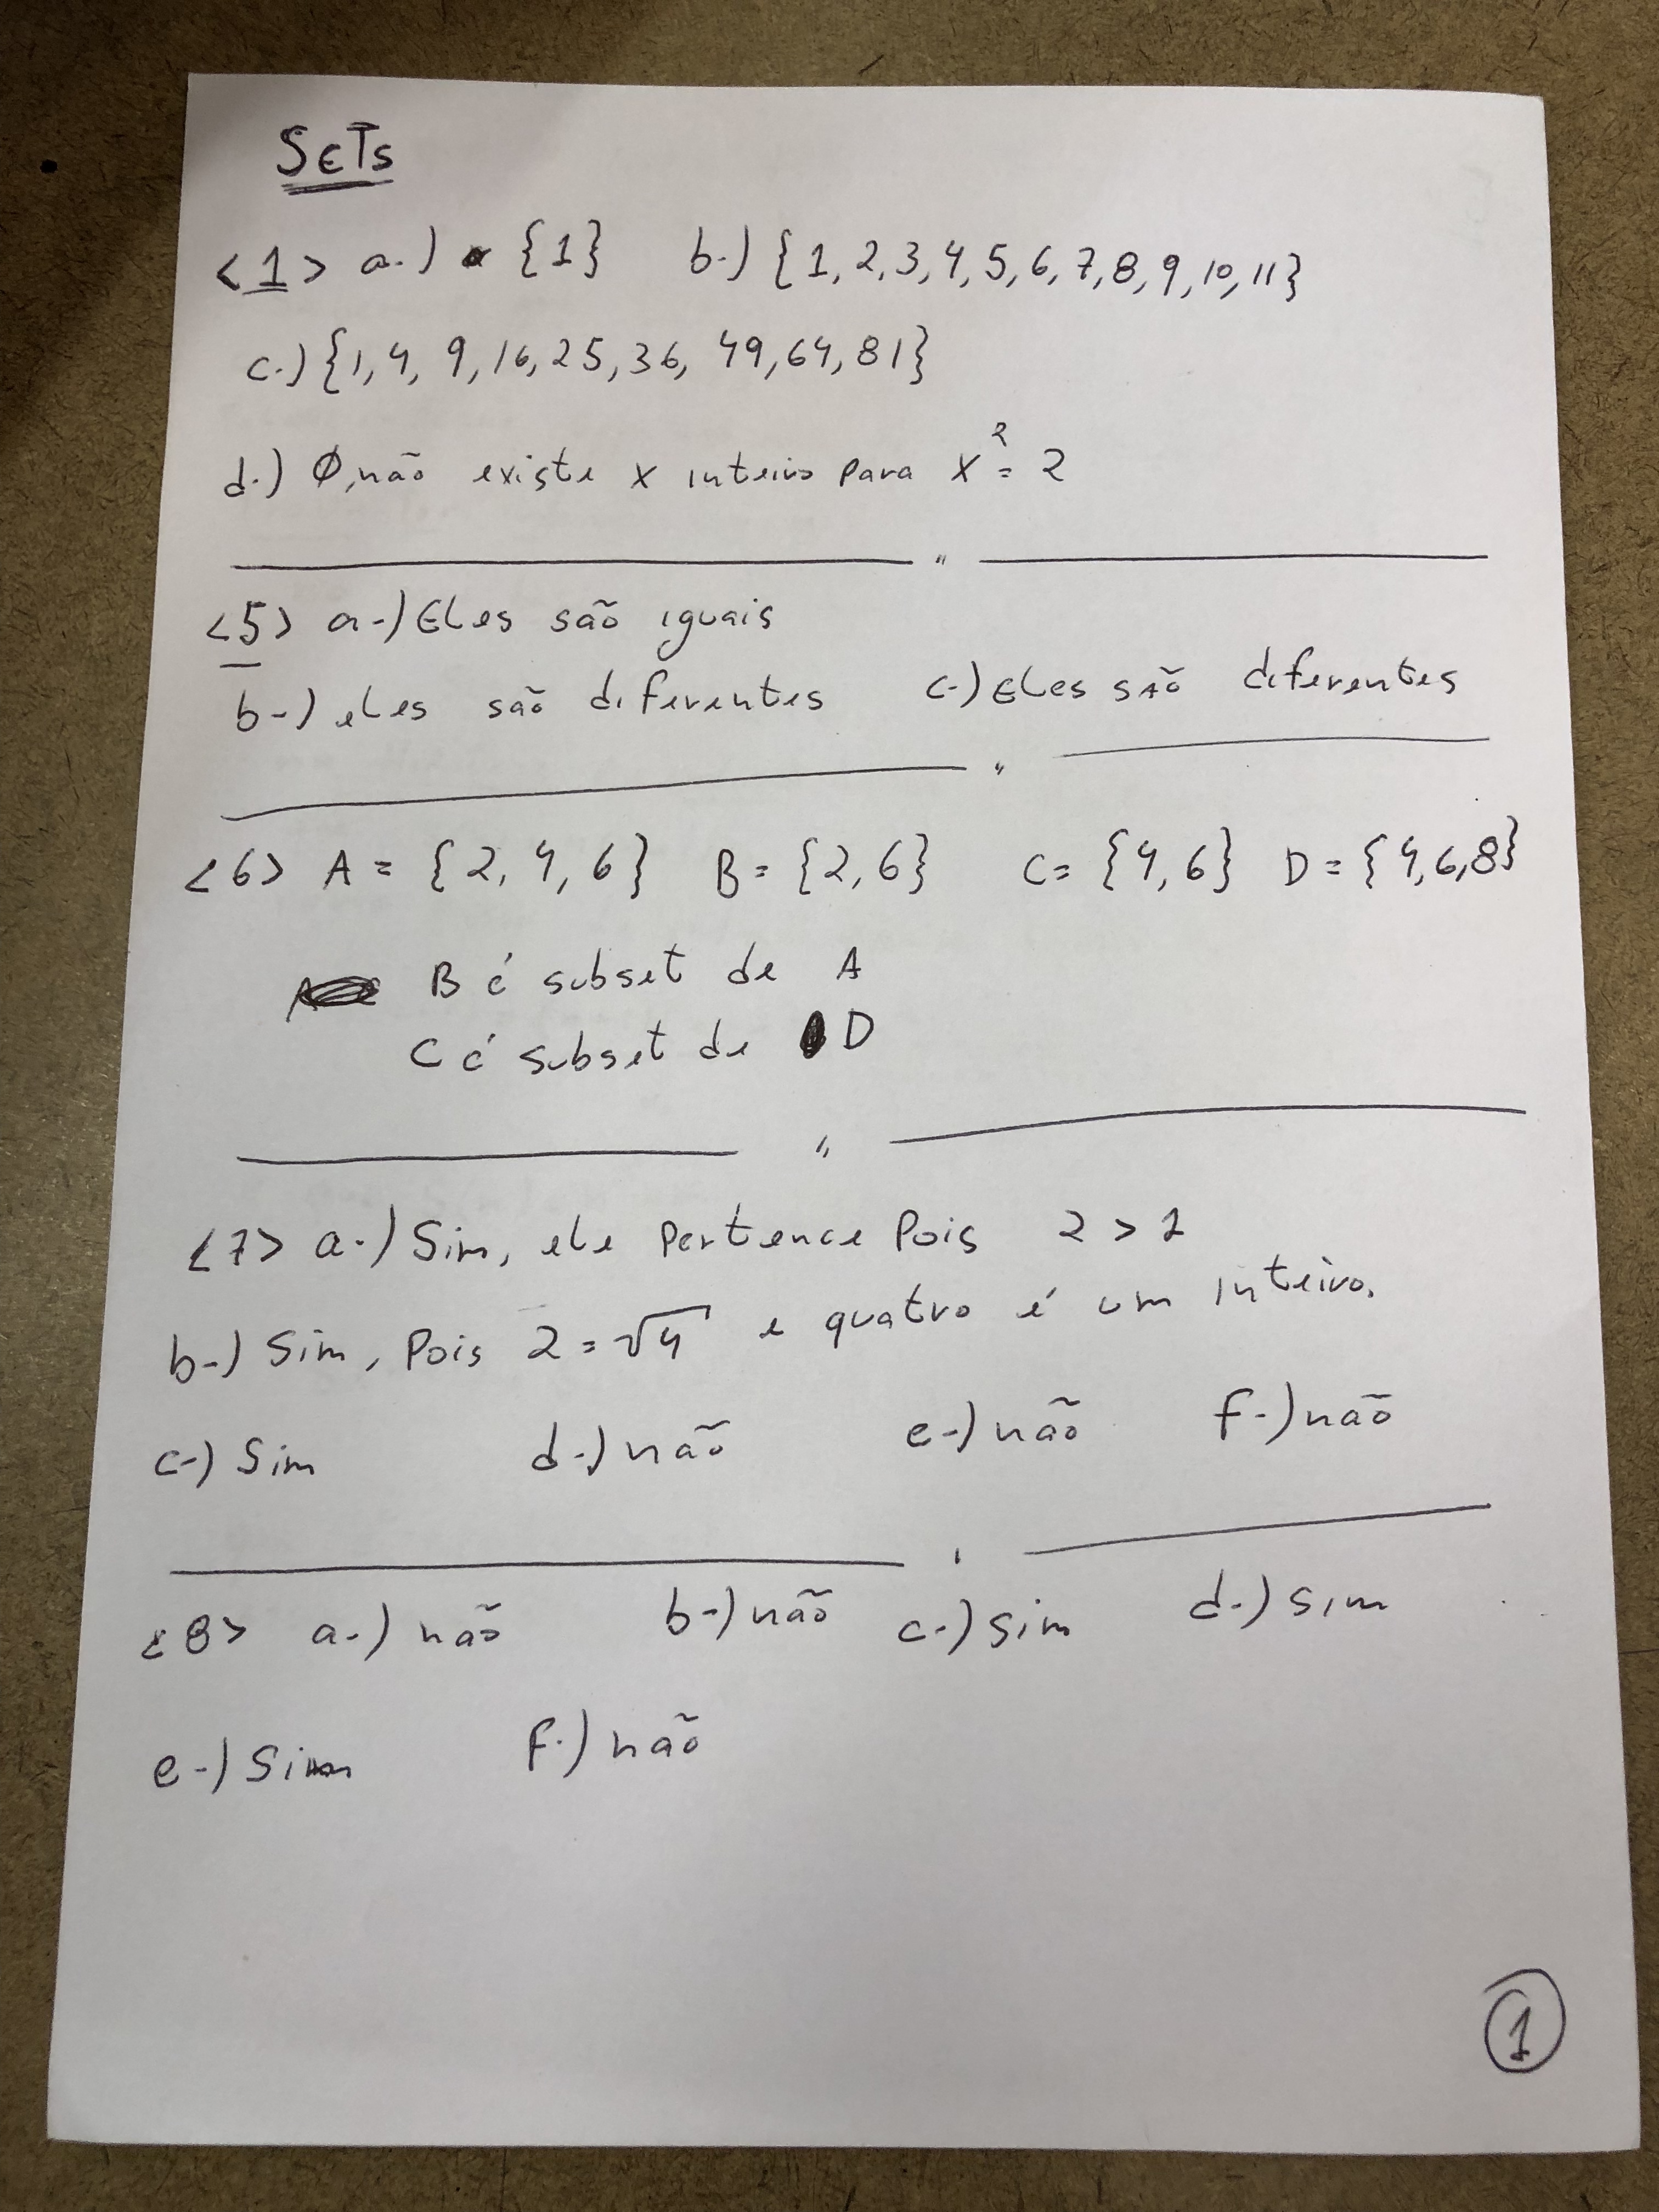 SETs
<1> a.) {1} b.) {1, 2, 3, 4, 5, 6, 7, 8, 9, 10, 11}
c.) {1, 4, 9, 16, 25, 36, 49, 64, 81}
d.) Ø, não existe x inteiro para x² = 2
<5> a-) Eles são iguais
b-) eles são diferentes c-) Eles são diferentes
<6> A = {2, 4, 6} B = {2, 6} C = {4, 6} D = {4, 6, 8}
B é subset de A
C é subset de D
<7> a-) Sim, ele pertence pois 2 > 1
b-) Sim, pois 2 = √4 e quatro é um inteiro.
c-) Sim d-) não e-) não f-) não
<8> a-) não b-) não c-) sim d-) sim
e-) Sim f-) não
1